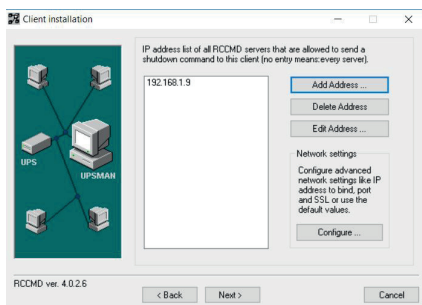 Client installation
IP address list of all RCCMD servers that are allowed to send a
shutdown command to this client (no entry means:every server).
192.168.1.9
Add Address ...
Delete Address
Edit Address ...
UPS
UPSMAN
Network settings
Configure advanced
network settings like IP
address to bind, port
and SSL or use the
default values.
Configure ...
RCCMD ver. 4.0.2.6
< Back
Next >
Cancel